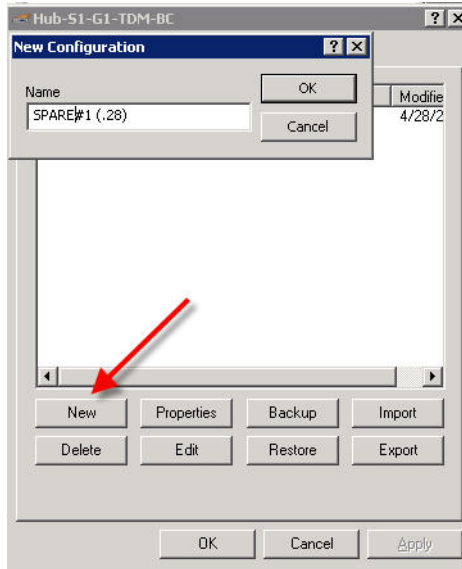 Hub-S1-G1-TDM-BC
New Configuration
Name
OK
SPARE#1 (.28)
Cancel
Modifie
4/28/2
New Properties Backup Import
Delete Edit Restore Export
OK Cancel Apply